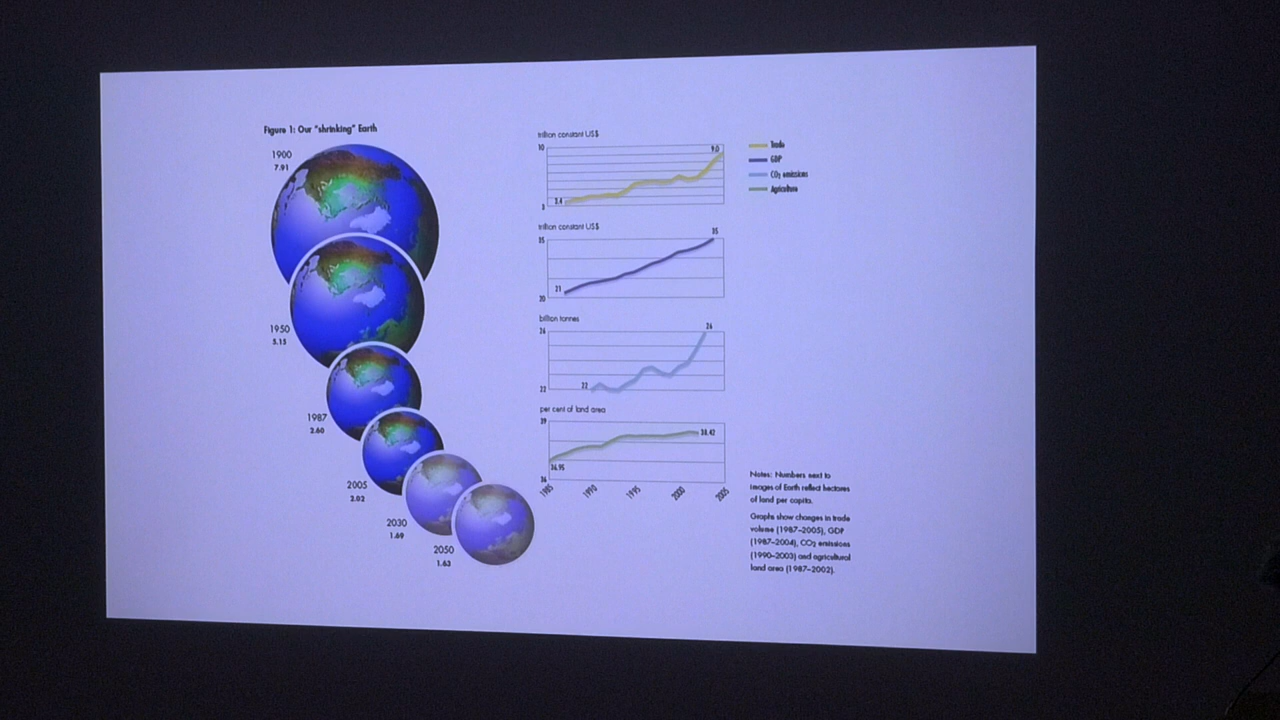 Figure 1: Our "shrinking" Earth
1900
7.91
1950
5.15
1987
2.60
2005
2.02
2030
1.69
2050
1.63
trillion constant US$
10
9.0
3.4
3
trillion constant US$
35
35
21
20
billion tonnes
26
26
22
22
per cent of land area
39
38.42
36.95
36
1985
1990
1995
2000
2005
Trade
GDP
CO₂ emissions
Agriculture
Notes: Numbers next to
images of Earth reflect hectares
of land per capita.
Graphs show changes in trade
volume (1987–2005), GDP
(1987–2004), CO₂ emissions
(1990–2003) and agricultural
land area (1987–2002).